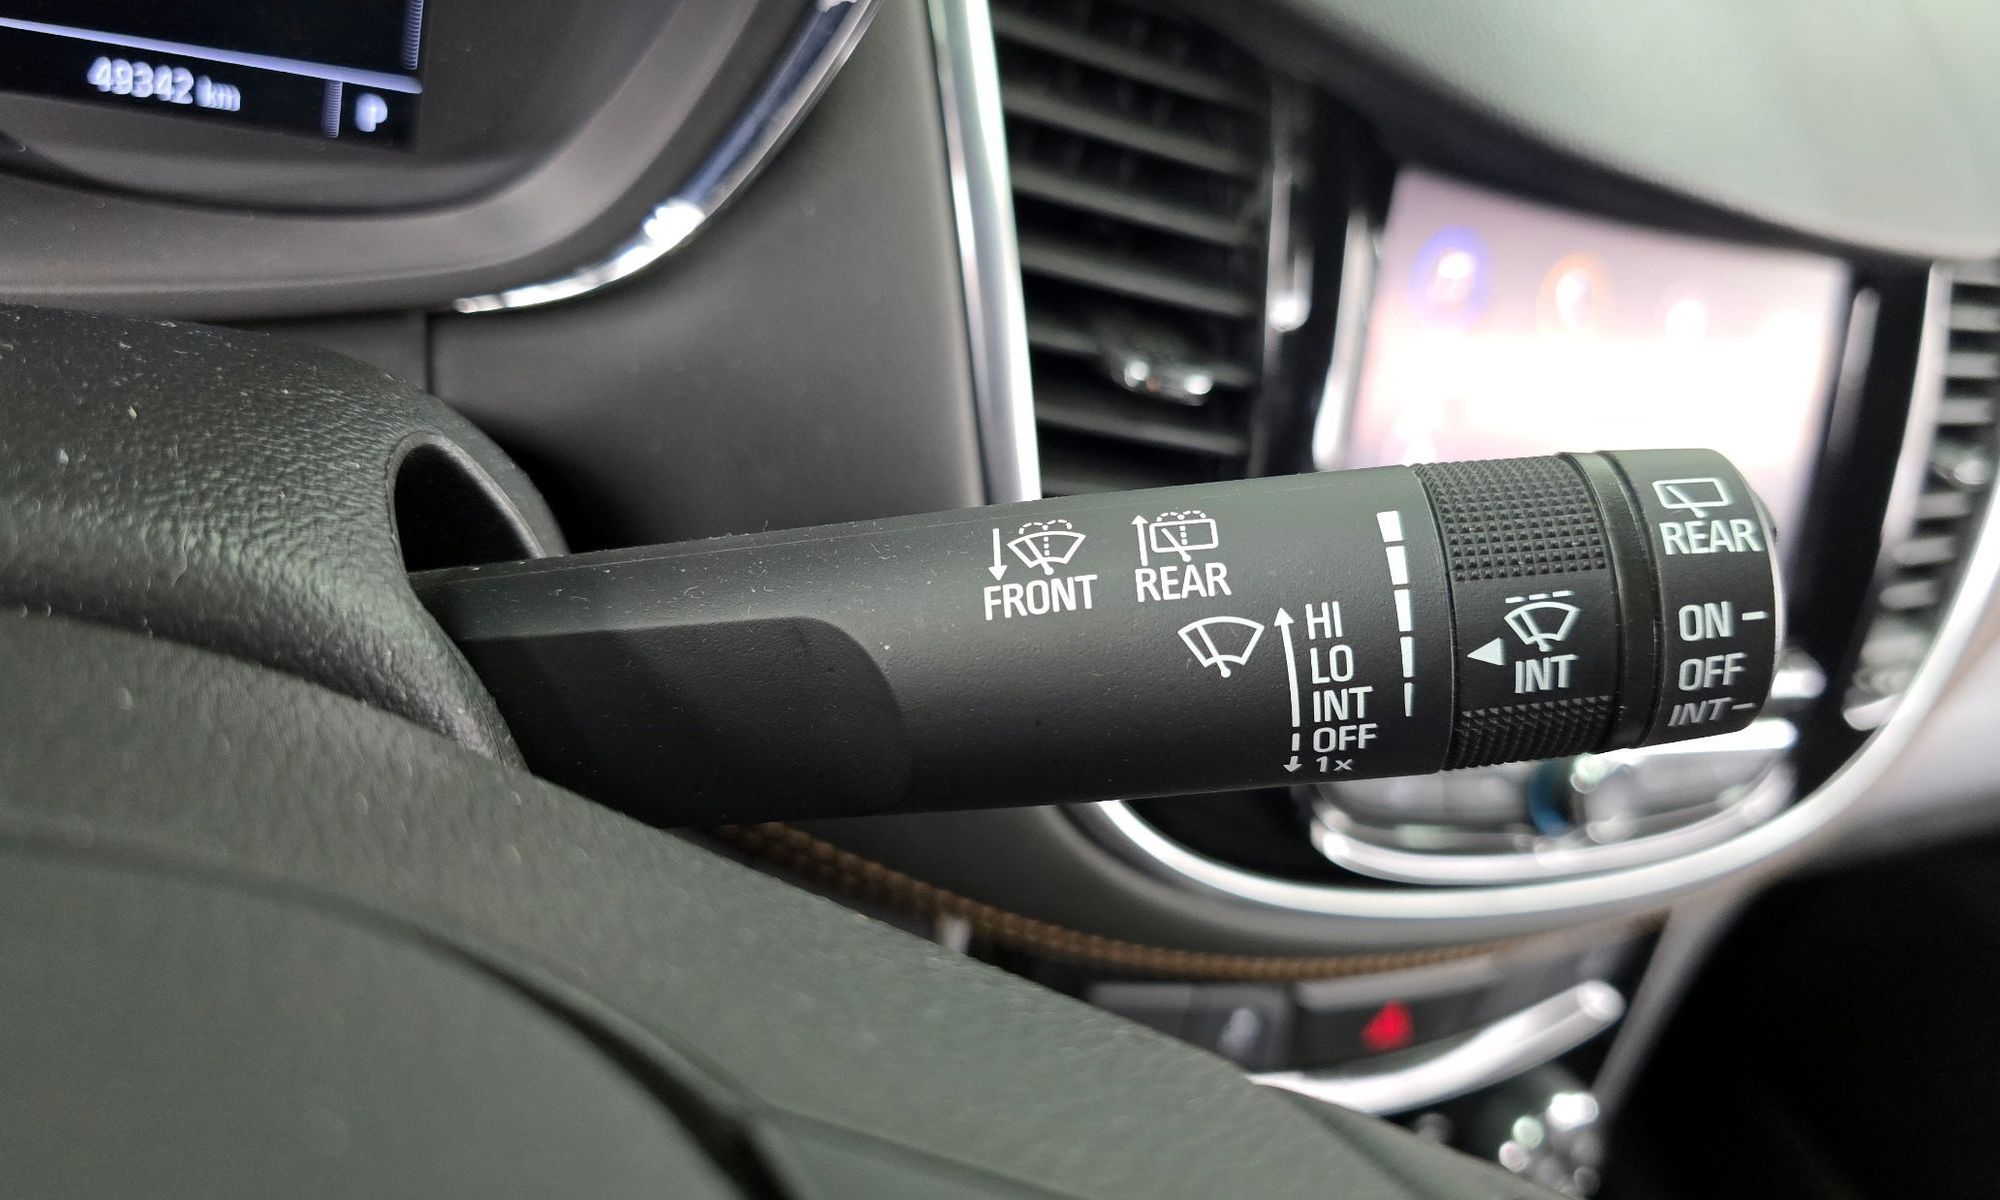 49342 km
P
FRONT
REAR
HI
LO
INT
OFF
1x
INT
REAR
ON
OFF
INT